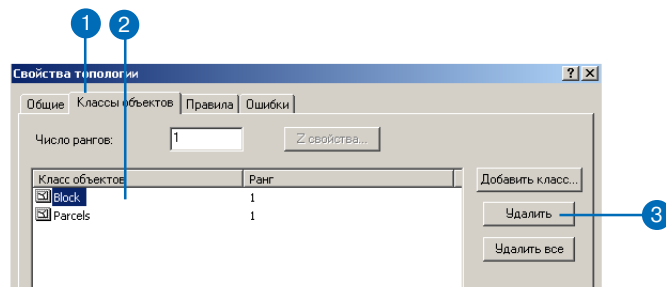 1 2
Свойства топологии
Общие Классы объектов Правила Ошибки
Число рангов: 1 Z свойства...
Класс объектов Ранг Добавить класс...
Block 1
Удалить 3
Parcels 1
Удалить все